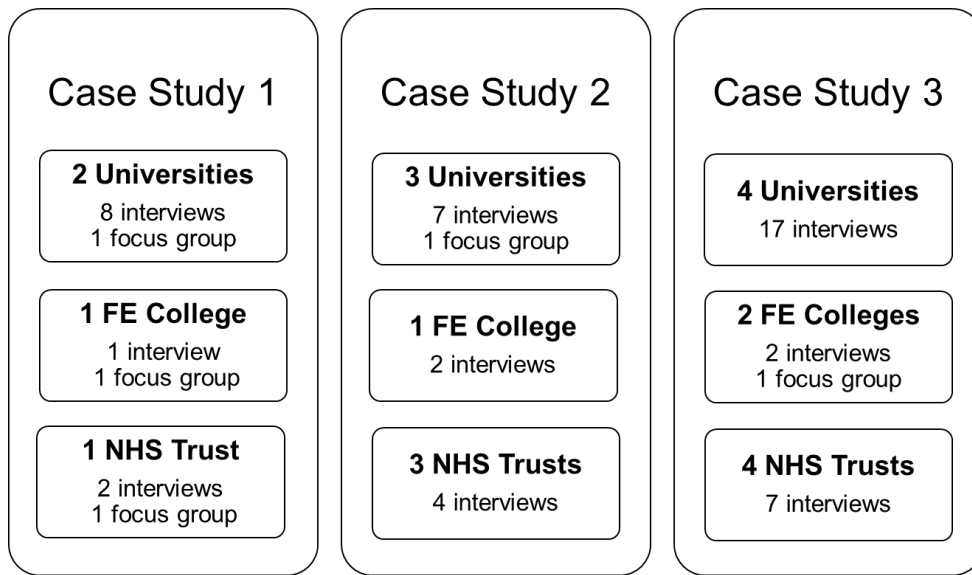 Case Study 1
2 Universities
8 interviews
1 focus group
1 FE College
1 interview
1 focus group
1 NHS Trust
2 interviews
1 focus group
Case Study 2
3 Universities
7 interviews
1 focus group
1 FE College
2 interviews
3 NHS Trusts
4 interviews
Case Study 3
4 Universities
17 interviews
2 FE Colleges
2 interviews
1 focus group
4 NHS Trusts
7 interviews